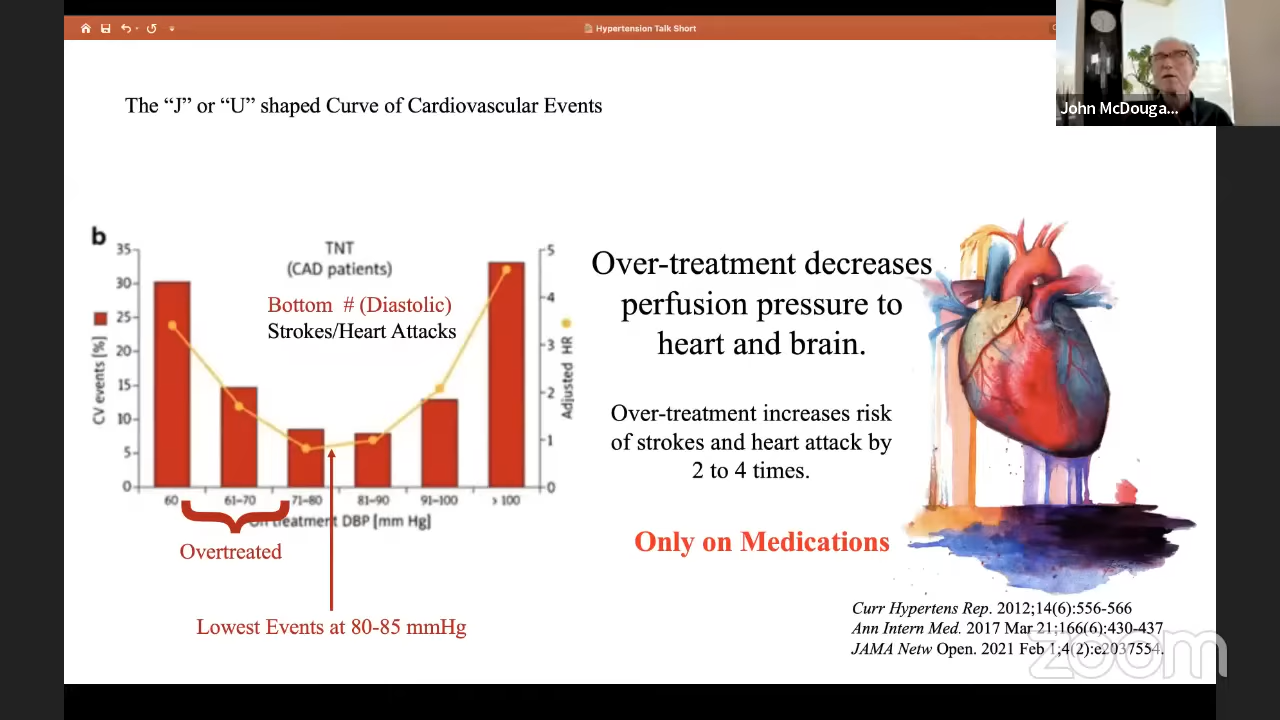 Hypertension Talk Short
John McDouga...
The “J” or “U” shaped Curve of Cardiovascular Events
b
TNT
(CAD patients)
Bottom # (Diastolic)
Strokes/Heart Attacks
CV events [%]
35
30
25
20
15
10
5
0
5
4
3
2
1
0
Adjusted HR
60 61–70 71–80 81–90 91–100 > 100
On treatment DBP [mm Hg]
Overtreated
Lowest Events at 80-85 mmHg
Over-treatment decreases
perfusion pressure to
heart and brain.
Over-treatment increases risk
of strokes and heart attack by
2 to 4 times.
Only on Medications
Curr Hypertens Rep. 2012;14(6):556-566
Ann Intern Med. 2017 Mar 21;166(6):430-437
JAMA Netw Open. 2021 Feb 1;4(2):e2037554.
zoom